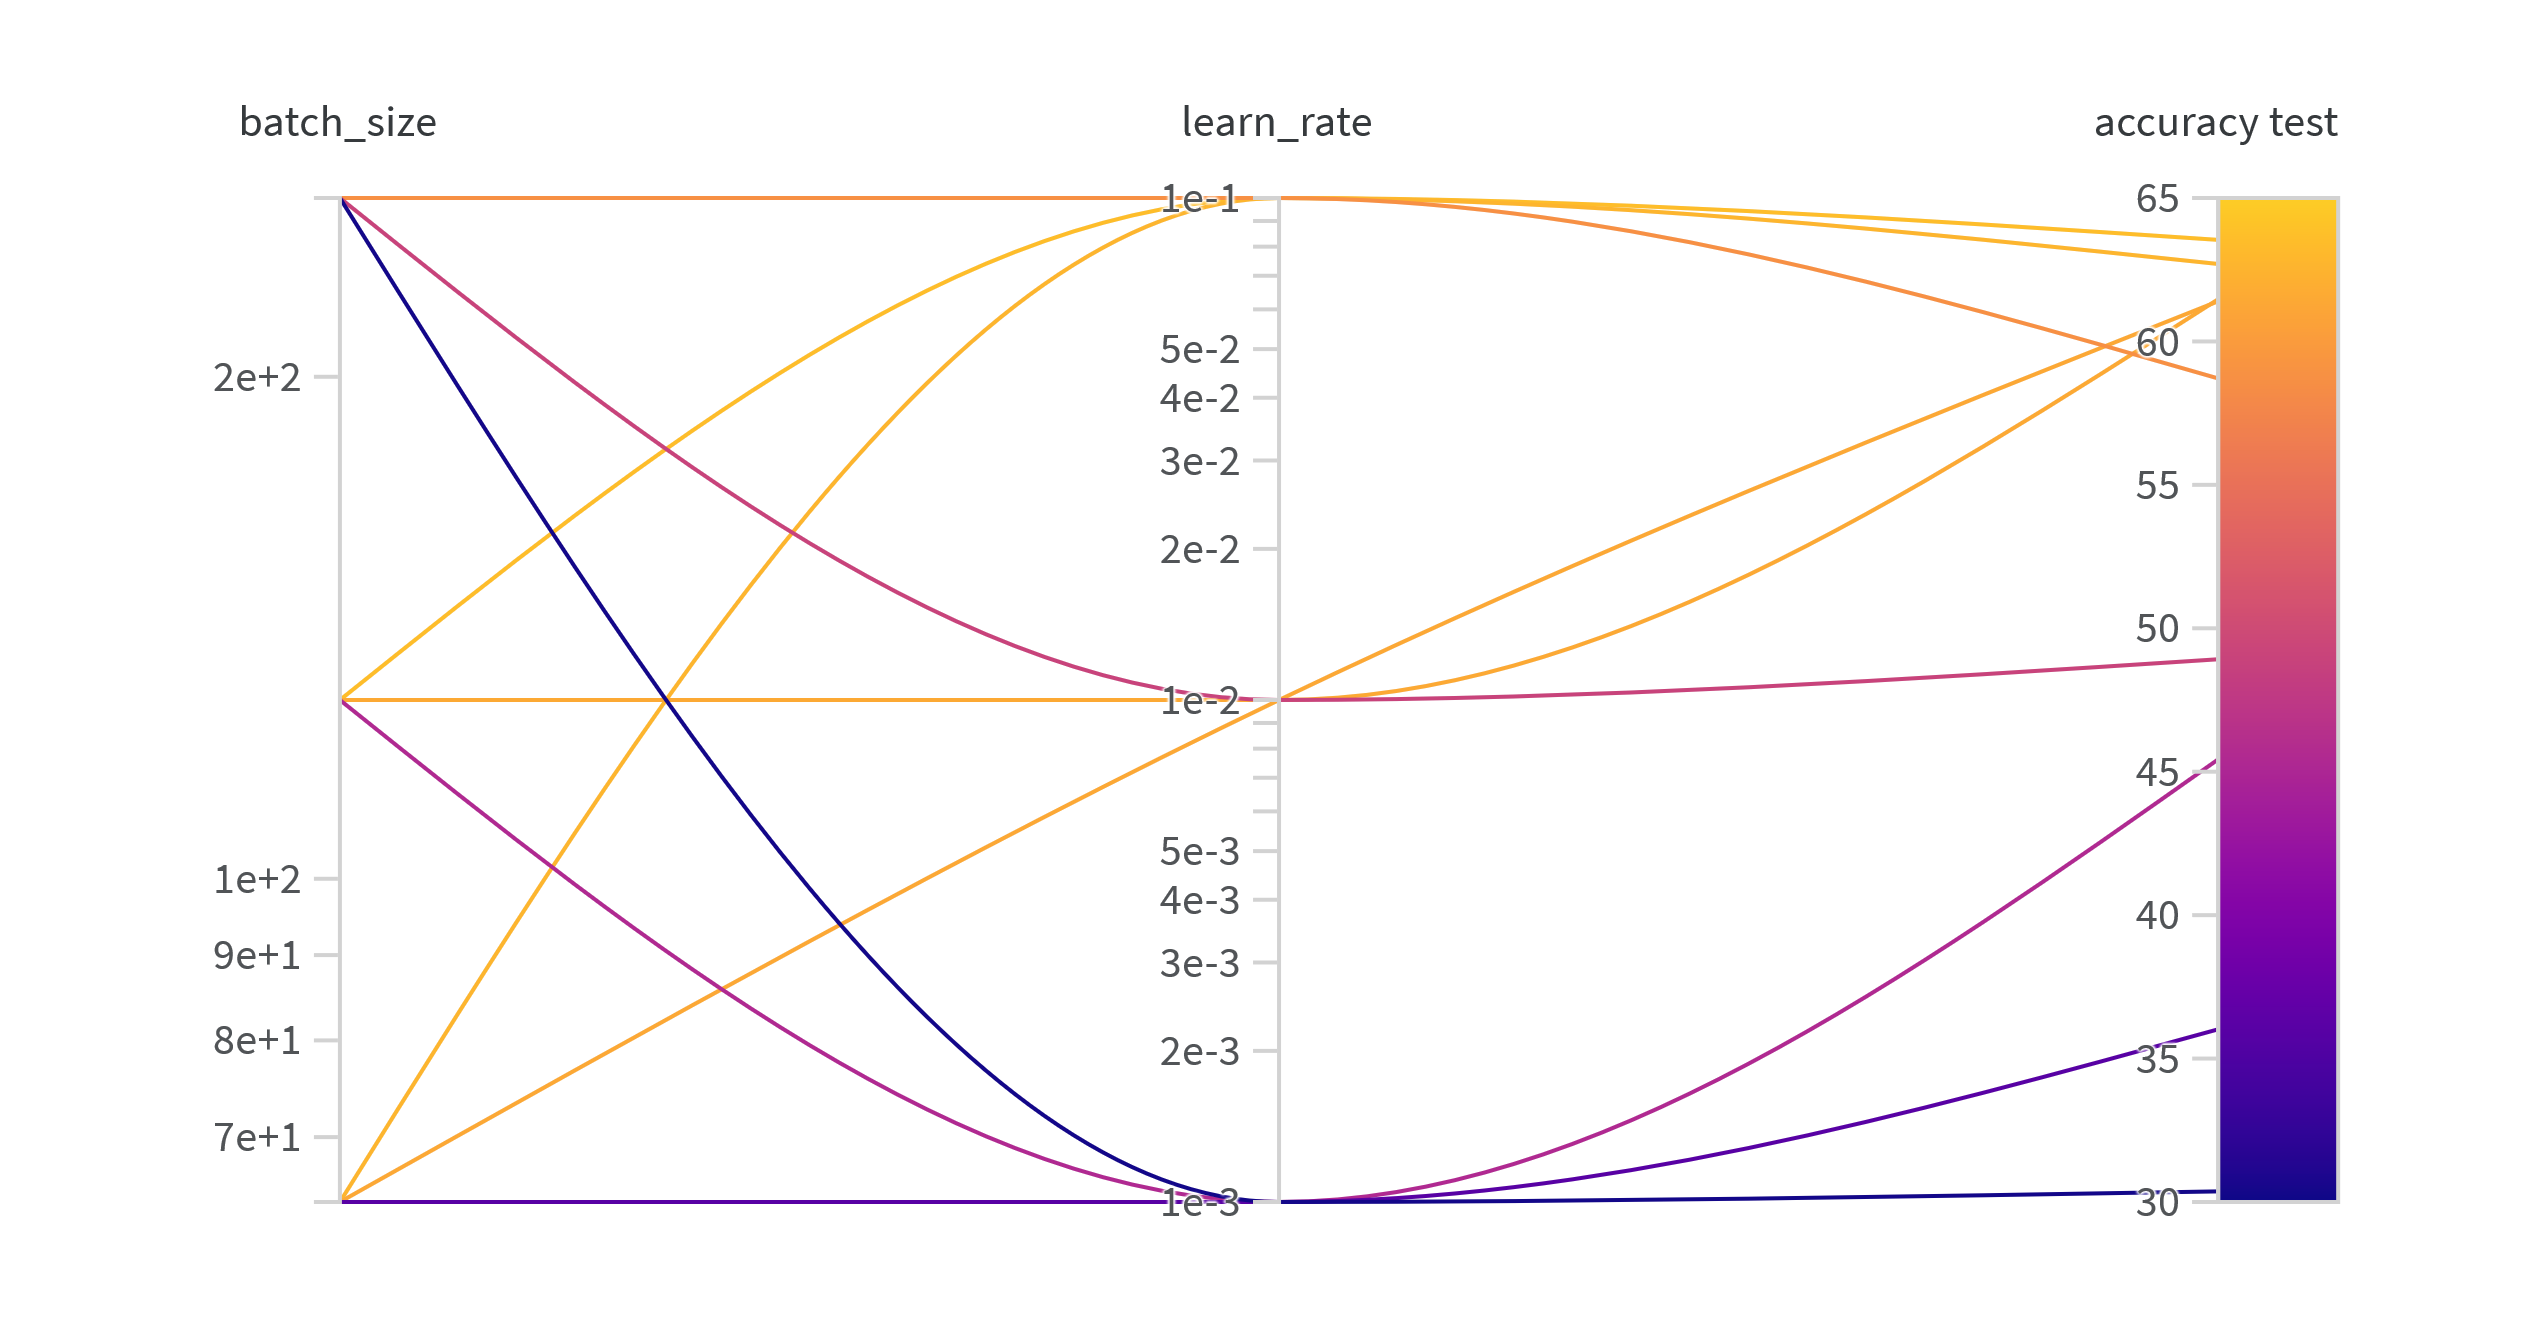 batch_size
learn_rate
accuracy test
2e+2
1e+2
9e+1
8e+1
7e+1
1e-1
5e-2
4e-2
3e-2
2e-2
1e-2
5e-3
4e-3
3e-3
2e-3
1e-3
65
60
55
50
45
40
35
30